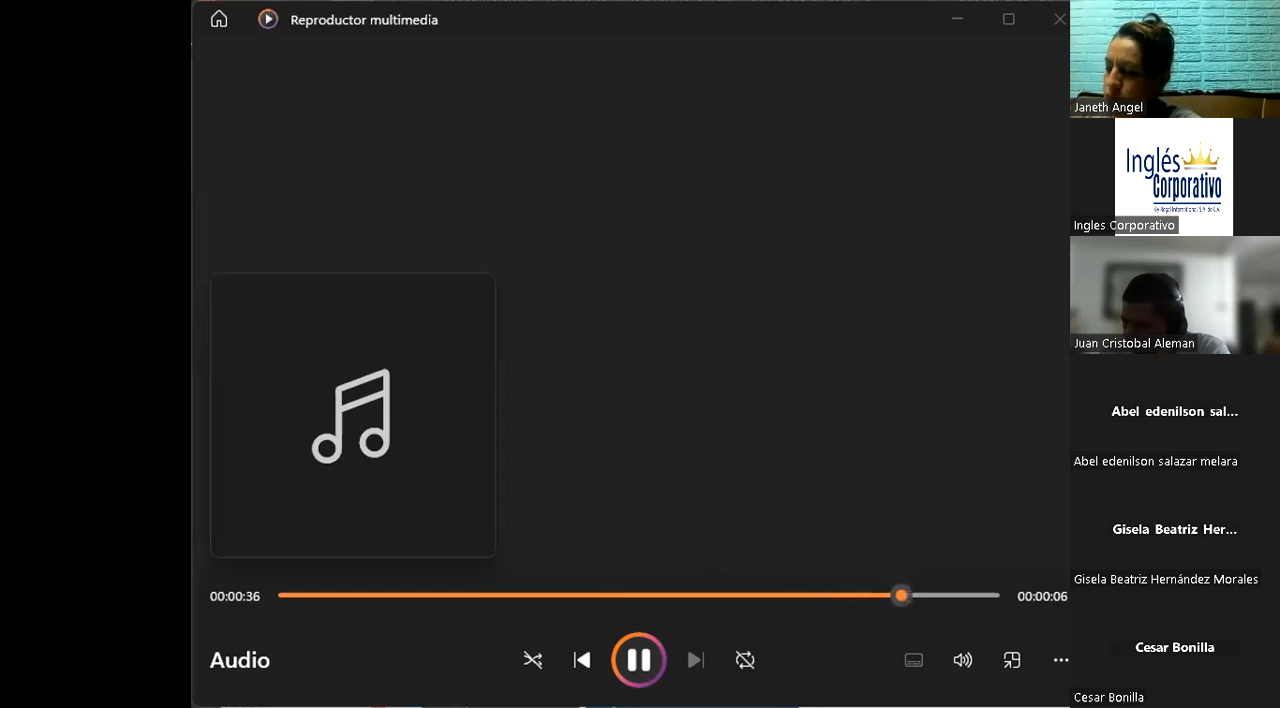 Reproductor multimedia
00:00:36
00:00:06
Audio
Janeth Angel
Inglés
Corporativo
Ingles Corporativo
Juan Cristobal Aleman
Abel edenilson sal...
Abel edenilson salazar melara
Gisela Beatriz Her...
Gisela Beatriz Hernández Morales
Cesar Bonilla
Cesar Bonilla